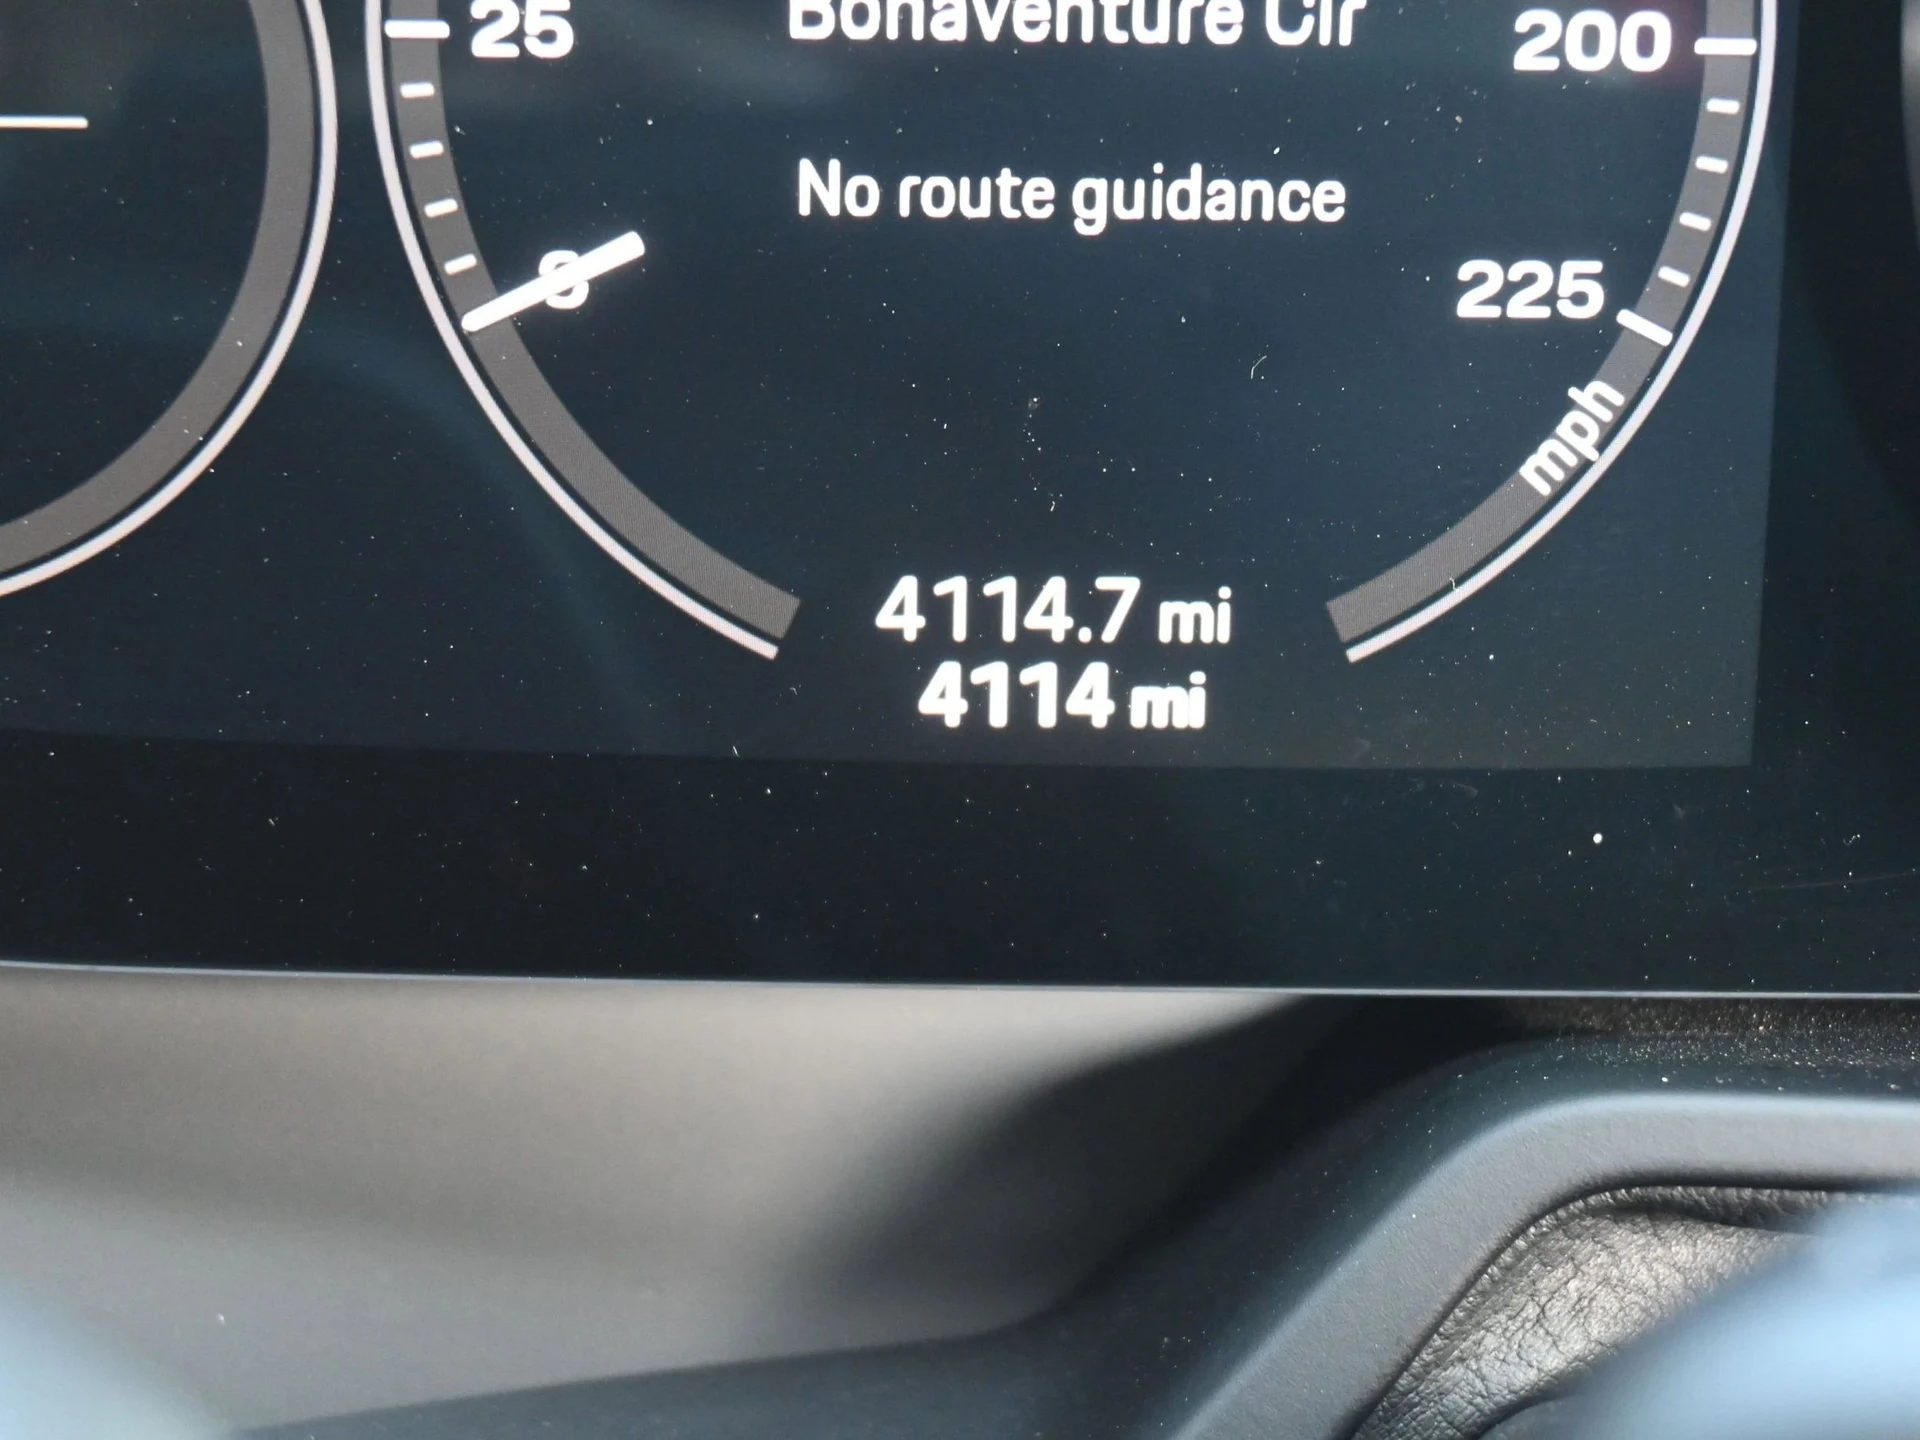 25
Bonaventure Cir
200
No route guidance
0
225
mph
4114.7 mi
4114 mi